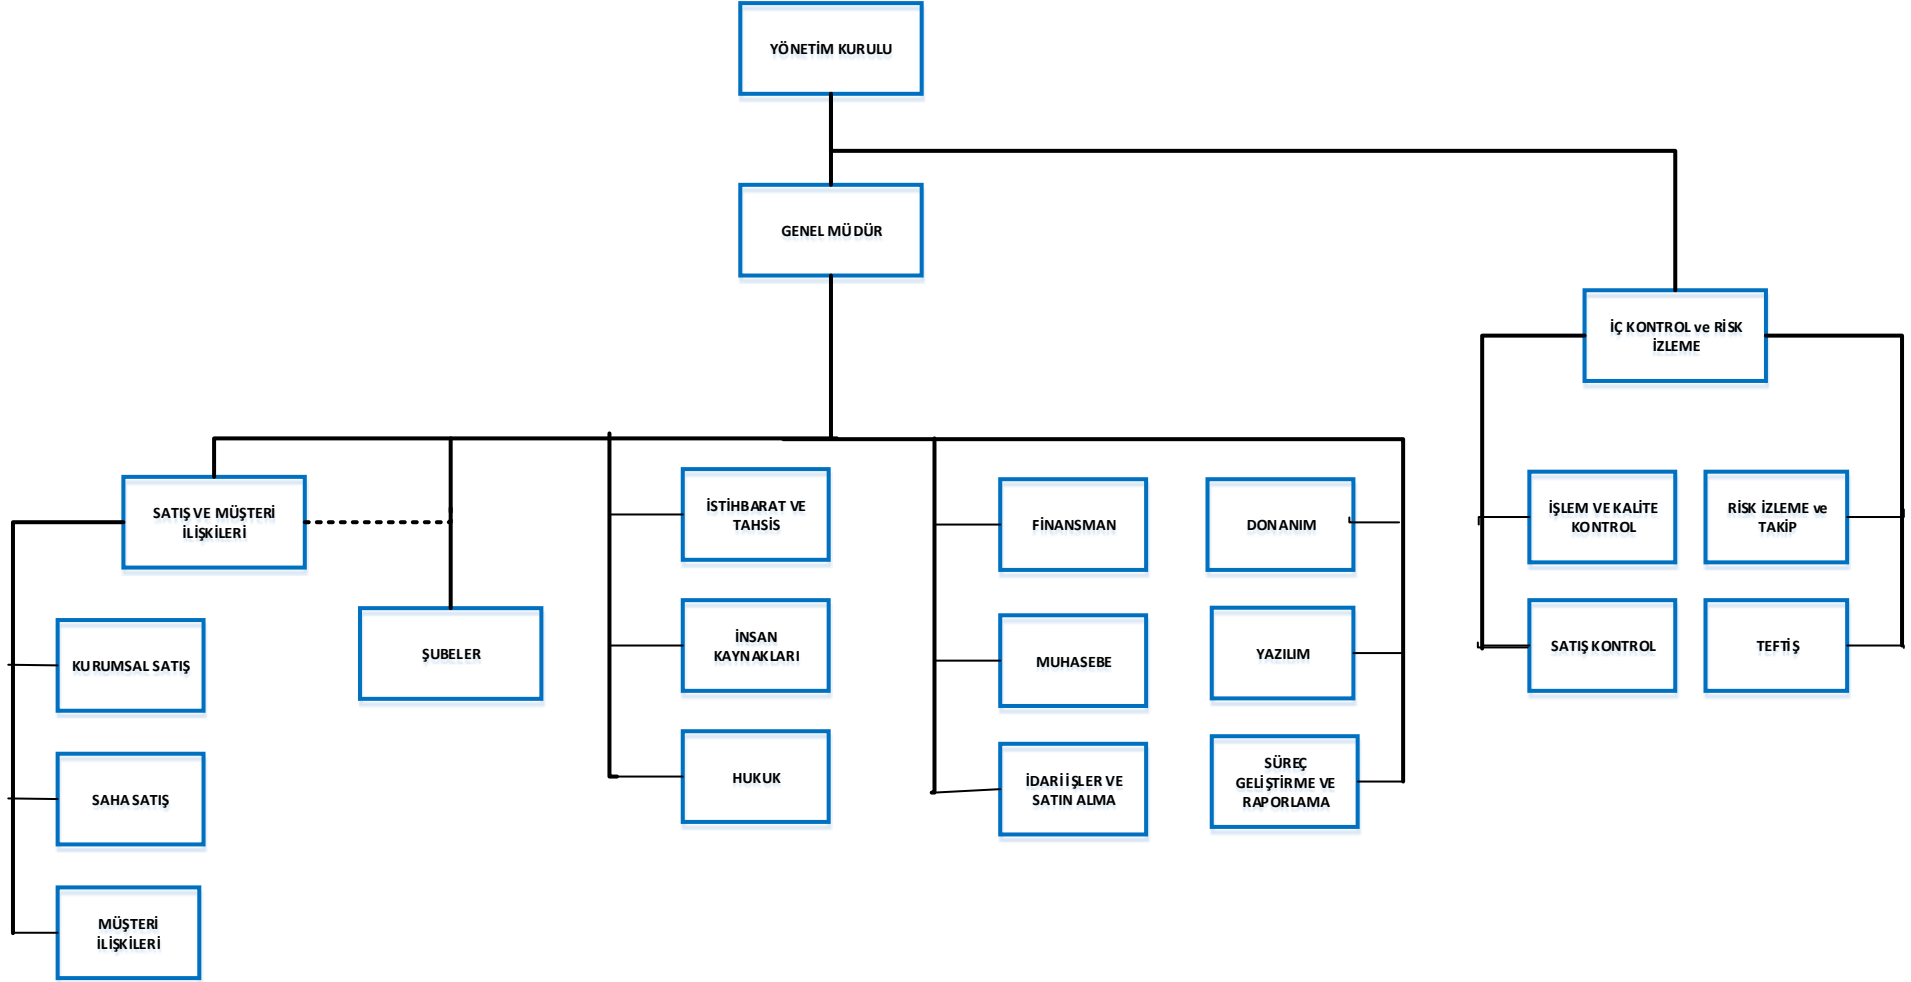 YÖNETİM KURULU
GENEL MÜDÜR
İÇ KONTROL ve RİSK
İZLEME
SATIŞ VE MÜŞTERİ
İLİŞKİLERİ
KURUMSAL SATIŞ
SAHA SATIŞ
MÜŞTERİ
İLİŞKİLERİ
ŞUBELER
İSTİHBARAT VE
TAHSİS
İNSAN
KAYNAKLARI
HUKUK
FİNANSMAN
MUHASEBE
İDARİ İŞLER VE
SATIN ALMA
DONANIM
YAZILIM
SÜREÇ
GELİŞTİRME VE
RAPORLAMA
İŞLEM VE KALİTE
KONTROL
SATIŞ KONTROL
RİSK İZLEME ve
TAKİP
TEFTİŞ